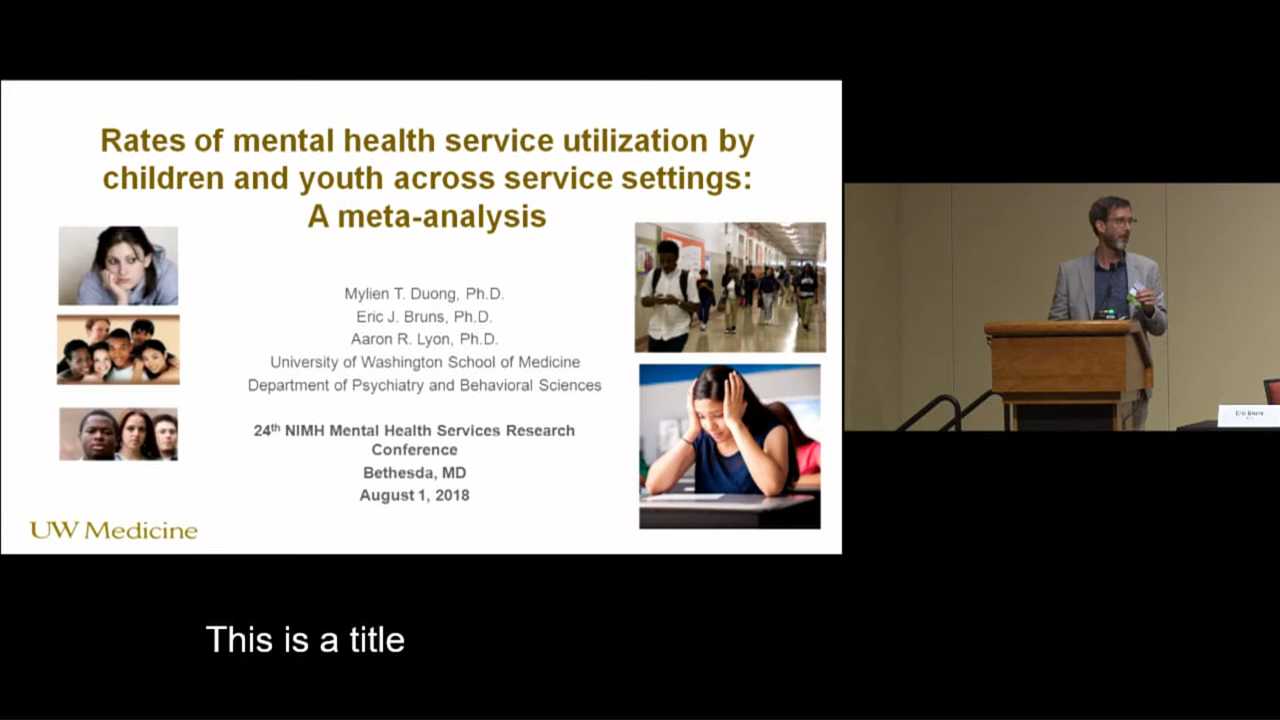 Rates of mental health service utilization by
children and youth across service settings:
A meta-analysis
Mylien T. Duong, Ph.D.
Eric J. Bruns, Ph.D.
Aaron R. Lyon, Ph.D.
University of Washington School of Medicine
Department of Psychiatry and Behavioral Sciences
24th NIMH Mental Health Services Research
Conference
Bethesda, MD
August 1, 2018
UW Medicine
Eric Bruns
This is a title